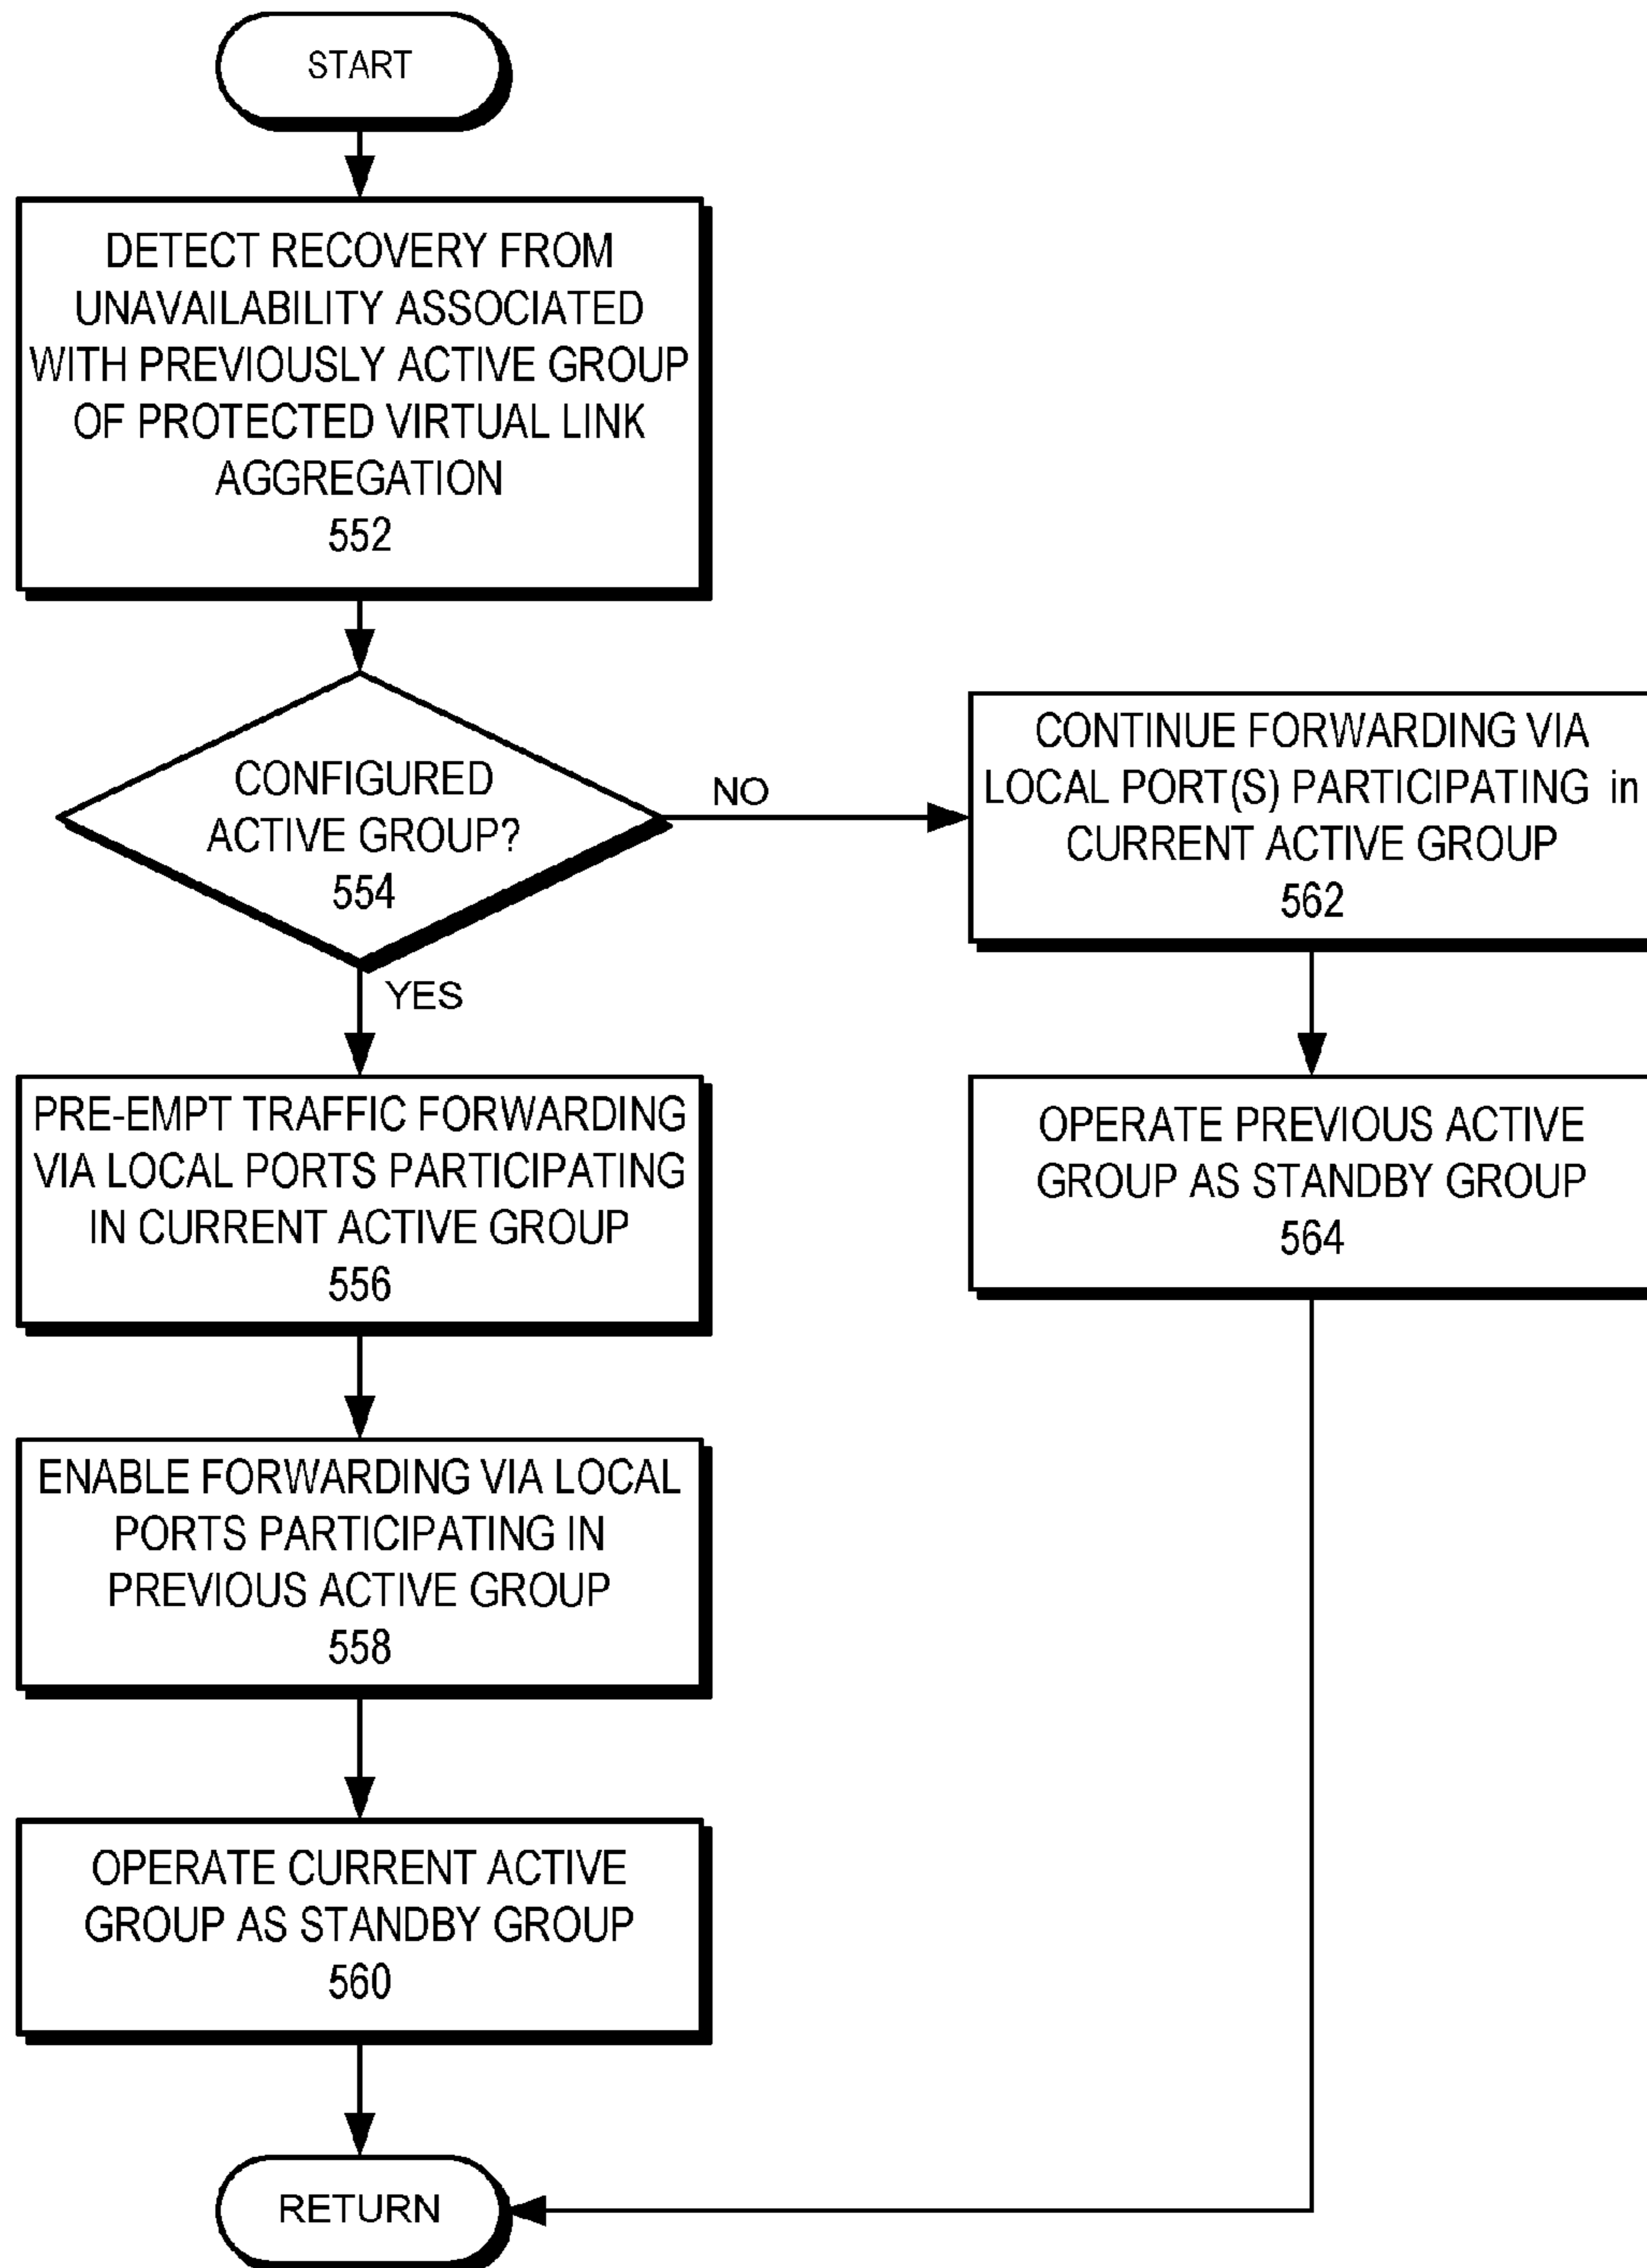 START
DETECT RECOVERY FROM
UNAVAILABILITY ASSOCIATED
WITH PREVIOUSLY ACTIVE GROUP
OF PROTECTED VIRTUAL LINK
AGGREGATION
552
CONFIGURED
ACTIVE GROUP?
554
NO
YES
CONTINUE FORWARDING VIA
LOCAL PORT(S) PARTICIPATING in
CURRENT ACTIVE GROUP
562
OPERATE PREVIOUS ACTIVE
GROUP AS STANDBY GROUP
564
PRE-EMPT TRAFFIC FORWARDING
VIA LOCAL PORTS PARTICIPATING
IN CURRENT ACTIVE GROUP
556
ENABLE FORWARDING VIA LOCAL
PORTS PARTICIPATING IN
PREVIOUS ACTIVE GROUP
558
OPERATE CURRENT ACTIVE
GROUP AS STANDBY GROUP
560
RETURN